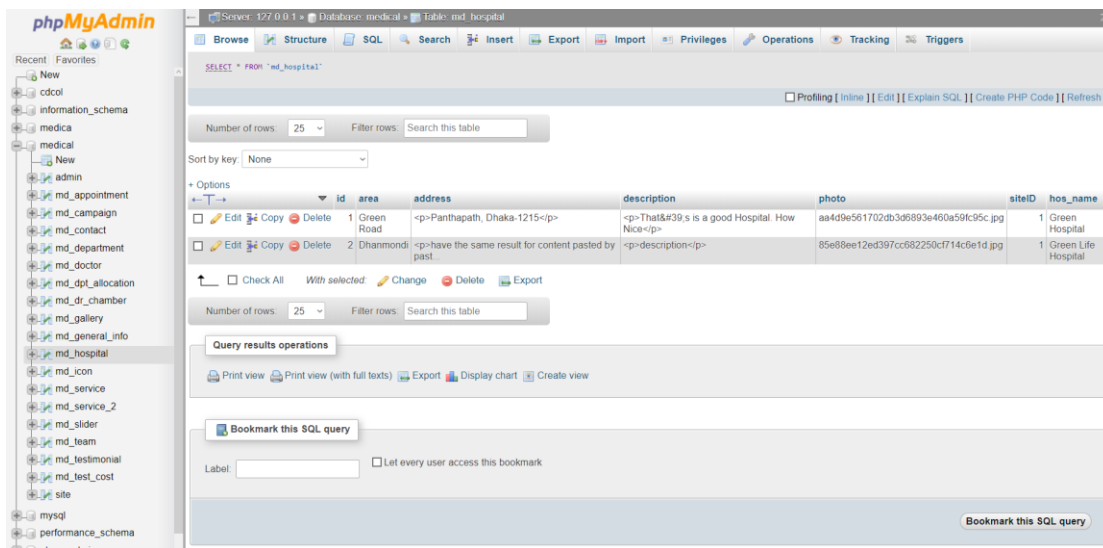 phpMyAdmin
Recent Favorites
New
cdcol
information_schema
medica
medical
New
admin
md_appointment
md_campaign
md_contact
md_department
md_doctor
md_dpt_allocation
md_dr_chamber
md_gallery
md_general_info
md_hospital
md_icon
md_service
md_service_2
md_slider
md_team
md_testimonial
md_test_cost
site
mysql
performance_schema
Server: 127.0.0.1 » Database: medical » Table: md_hospital
Browse Structure SQL Search Insert Export Import Privileges Operations Tracking Triggers
SELECT * FROM `md_hospital`
Profiling [ Inline ] [ Edit ] [ Explain SQL ] [ Create PHP Code ] [ Refresh
Number of rows: 25 Filter rows: Search this table
Sort by key: None
+ Options
←T→ id area address description photo siteID hos_name
Edit Copy Delete 1 Green <p>Panthapath, Dhaka-1215</p> <p>That&#39;s is a good Hospital. How aa4d9e561702db3d6893e460a59fc95c.jpg 1 Green
Road Nice</p> Hospital
Edit Copy Delete 2 Dhanmondi <p>have the same result for content pasted by <p>description</p> 85e88ee12ed397cc682250cf714c6e1d.jpg 1 Green Life
past... Hospital
Check All With selected: Change Delete Export
Number of rows: 25 Filter rows: Search this table
Query results operations
Print view Print view (with full texts) Export Display chart Create view
Bookmark this SQL query
Label: Let every user access this bookmark
Bookmark this SQL query